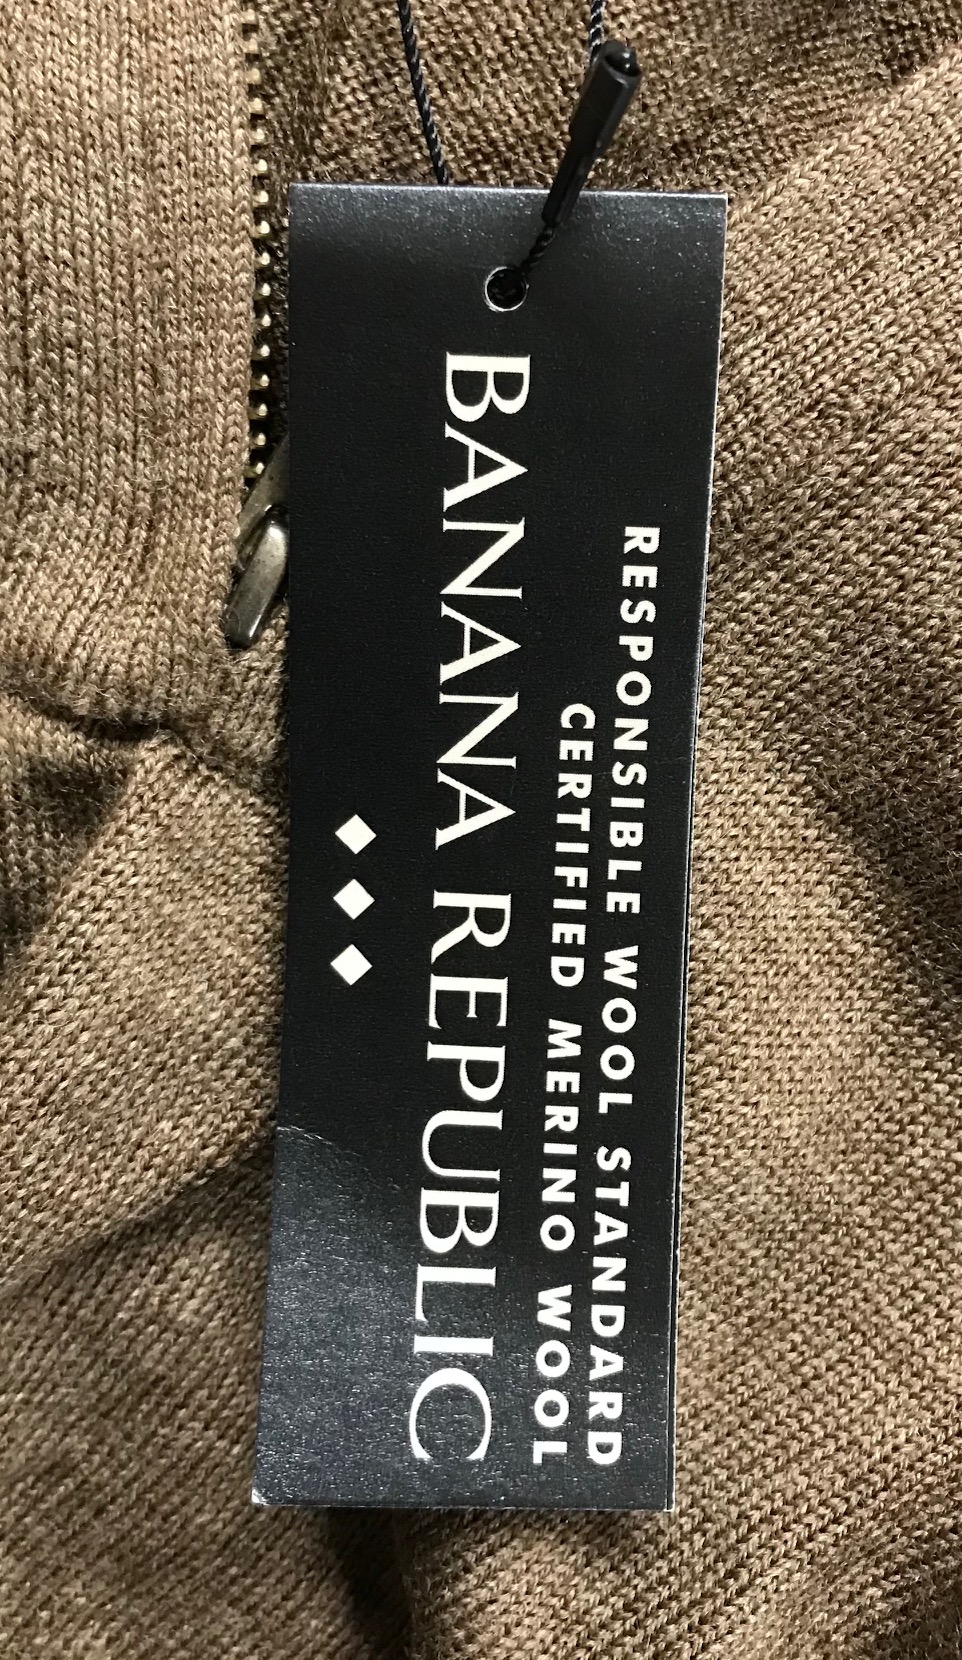 RESPONSIBLE WOOL STANDARD
CERTIFIED MERINO WOOL
BANANA REPUBLIC